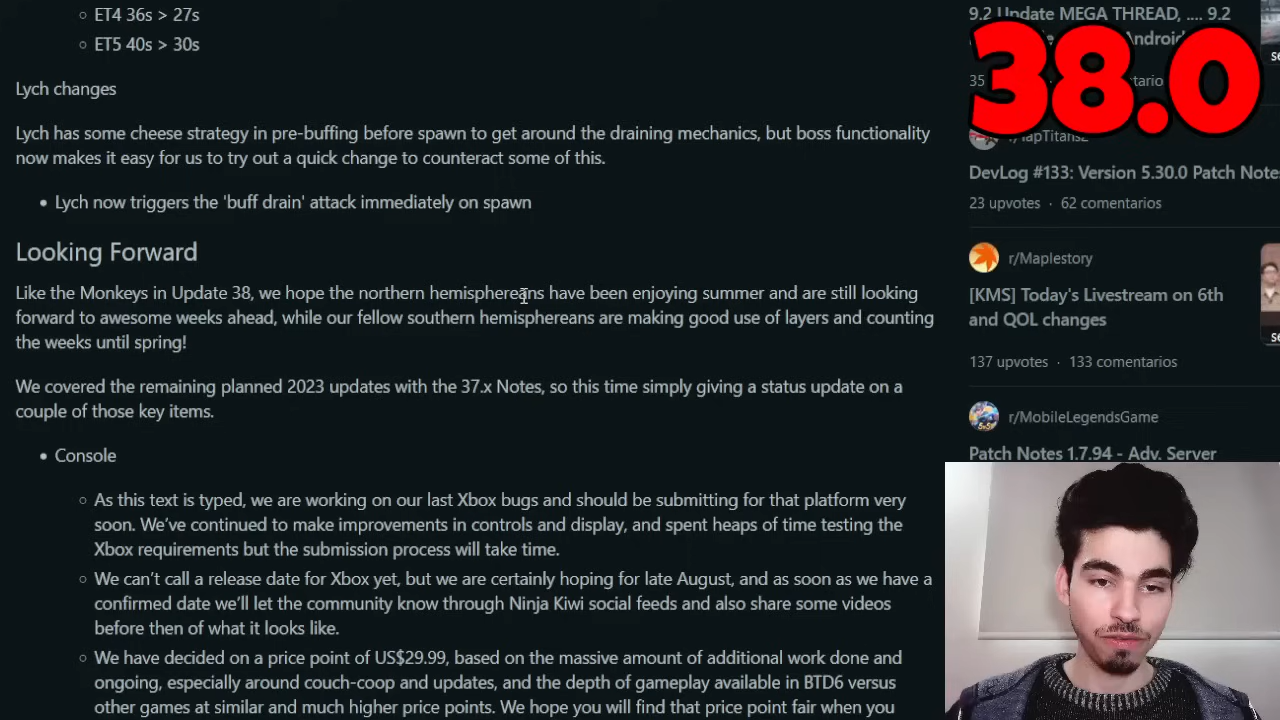 ET4 36s > 27s
ET5 40s > 30s
Lych changes
Lych has some cheese strategy in pre-buffing before spawn to get around the draining mechanics, but boss functionality
now makes it easy for us to try out a quick change to counteract some of this.
Lych now triggers the 'buff drain' attack immediately on spawn
Looking Forward
Like the Monkeys in Update 38, we hope the northern hemisphereans have been enjoying summer and are still looking
forward to awesome weeks ahead, while our fellow southern hemisphereans are making good use of layers and counting
the weeks until spring!
We covered the remaining planned 2023 updates with the 37.x Notes, so this time simply giving a status update on a
couple of those key items.
Console
As this text is typed, we are working on our last Xbox bugs and should be submitting for that platform very
soon. We've continued to make improvements in controls and display, and spent heaps of time testing the
Xbox requirements but the submission process will take time.
We can't call a release date for Xbox yet, but we are certainly hoping for late August, and as soon as we have a
confirmed date we'll let the community know through Ninja Kiwi social feeds and also share some videos
before then of what it looks like.
We have decided on a price point of US$29.99, based on the massive amount of additional work done and
ongoing, especially around couch-coop and updates, and the depth of gameplay available in BTD6 versus
other games at similar and much higher price points. We hope you will find that price point fair when you
9.2 Update MEGA THREAD, .... 9.2
Android
38.0
35
DevLog #133: Version 5.30.0 Patch Note
23 upvotes · 62 comentarios
r/Maplestory
[KMS] Today's Livestream on 6th
and QOL changes
137 upvotes · 133 comentarios
r/MobileLegendsGame
Patch Notes 1.7.94 - Adv. Server